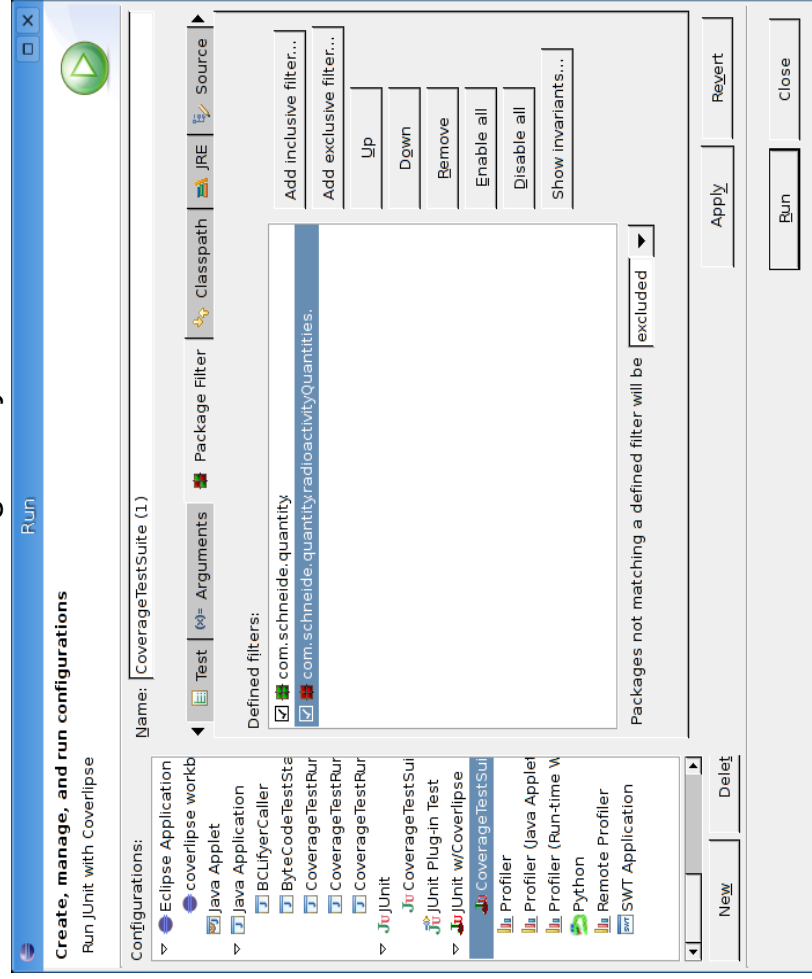 Run
Create, manage, and run configurations
Run JUnit with Coverlipse
Configurations:
Eclipse Application
coverlipse workb
Java Applet
Java Application
BCLifyerCaller
ByteCodeTestSta
CoverageTestRur
CoverageTestRur
CoverageTestRur
JUnit
CoverageTestSui
JUnit Plug-in Test
JUnit w/Coverlipse
CoverageTestSui
Profiler
Profiler (Java Applet
Profiler (Run-time W
Python
Remote Profiler
SWT Application
New
Delet
Name: CoverageTestSuite (1)
Test (x)= Arguments Package Filter Classpath JRE Source
Defined filters:
com.schneide.quantity.
com.schneide.quantity.radioactivityQuantities.
Add inclusive filter...
Add exclusive filter...
Up
Down
Remove
Enable all
Disable all
Show invariants...
Packages not matching a defined filter will be excluded
Apply
Revert
Run
Close